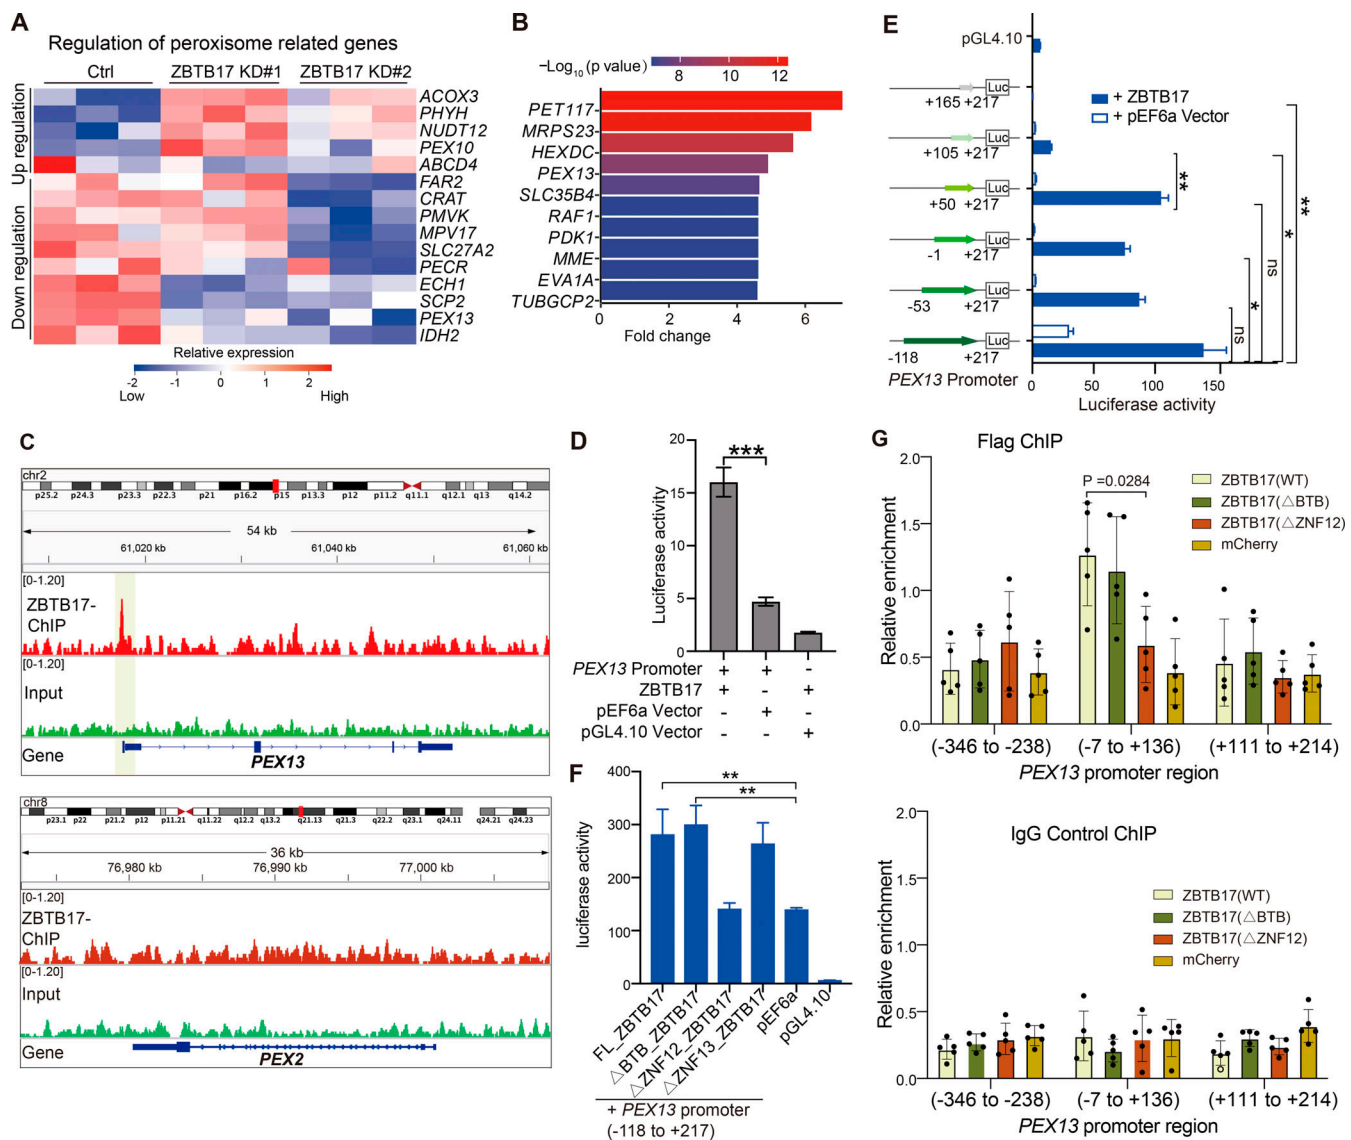 A
Regulation of peroxisome related genes
Ctrl
ZBTB17 KD#1
ZBTB17 KD#2
Up regulation
Down regulation
ACOX3
PHYH
NUDT12
PEX10
ABCD4
FAR2
CRAT
PMVK
MPV17
SLC27A2
PECR
ECH1
SCP2
PEX13
IDH2
Relative expression
-2 -1 0 1 2
Low High
B
−Log10 (p value)
8 10 12
PET117
MRPS23
HEXDC
PEX13
SLC35B4
RAF1
PDK1
MME
EVA1A
TUBGCP2
0 2 4 6
Fold change
C
chr2
p25.2 p24.3 p23.3 p22.3 p21 p16.2 p15 p13.3 p12 p11.2 q11.1 q12.1 q13 q14.2
54 kb
61,020 kb 61,040 kb 61,060 kb
[0-1.20]
ZBTB17-
ChIP
[0-1.20]
Input
Gene
PEX13
chr8
p23.1 p22 p21.2 p12 p11.21 q11.22 q12.2 q13.2 q21.13 q21.3 q22.2 q23.1 q24.11 q24.21 q24.23
36 kb
76,980 kb 76,990 kb 77,000 kb
[0-1.20]
ZBTB17-
ChIP
[0-1.20]
Input
Gene
PEX2
D
Luciferase activity
20
15
10
5
0
***
PEX13 Promoter + + -
ZBTB17 + - +
pEF6a Vector - + -
pGL4.10 Vector - - +
E
pGL4.10
Luc
+165 +217
Luc
+105 +217
Luc
+50 +217
Luc
-1 +217
Luc
-53 +217
Luc
-118 +217
PEX13 Promoter
+ ZBTB17
+ pEF6a Vector
**
ns
*
ns
*
**
0 50 100 150
Luciferase activity
F
luciferase activity
400
300
200
100
0
**
**
FL_ZBTB17
△BTB_ZBTB17
△ZNF12_ZBTB17
△ZNF13_ZBTB17
pEF6a
pGL4.10
+ PEX13 promoter
(-118 to +217)
G
Flag ChIP
Relative enrichment
2.0
1.5
1.0
0.5
0.0
P =0.0284
ZBTB17(WT)
ZBTB17(△BTB)
ZBTB17(△ZNF12)
mCherry
(-346 to -238) (-7 to +136) (+111 to +214)
PEX13 promoter region
IgG Control ChIP
Relative enrichment
2.0
1.5
1.0
0.5
0.0
ZBTB17(WT)
ZBTB17(△BTB)
ZBTB17(△ZNF12)
mCherry
(-346 to -238) (-7 to +136) (+111 to +214)
PEX13 promoter region